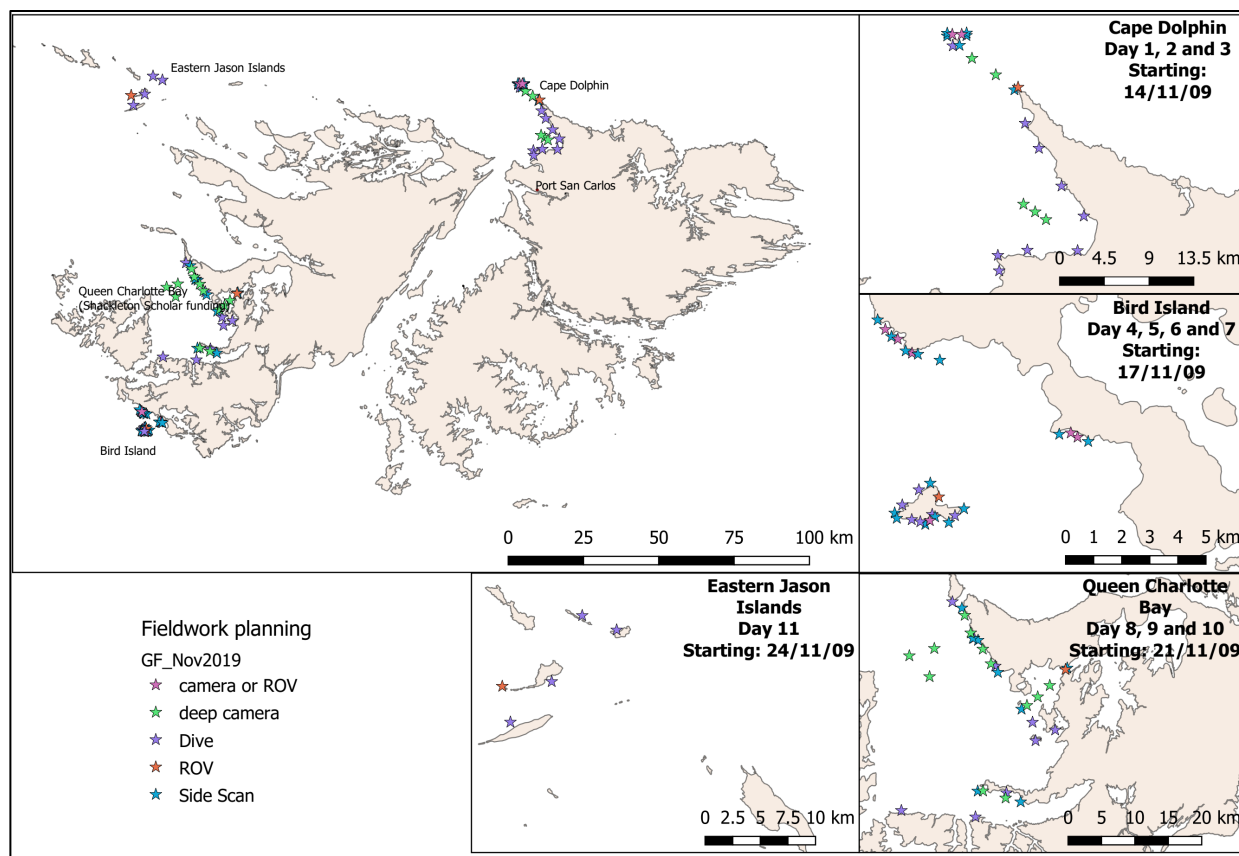 Eastern Jason Islands
Cape Dolphin
Port San Carlos
Queen Charlotte Bay
(Shackleton Scholar funding)
Bird Island
0 25 50 75 100 km
Cape Dolphin
Day 1, 2 and 3
Starting:
14/11/09
0 4.5 9 13.5 km
Bird Island
Day 4, 5, 6 and 7
Starting:
17/11/09
0 1 2 3 4 5 km
Fieldwork planning
GF_Nov2019
camera or ROV
deep camera
Dive
ROV
Side Scan
Eastern Jason
Islands
Day 11
Starting: 24/11/09
0 2.5 5 7.5 10 km
Queen Charlotte
Bay
Day 8, 9 and 10
Starting: 21/11/09
0 5 10 15 20 km